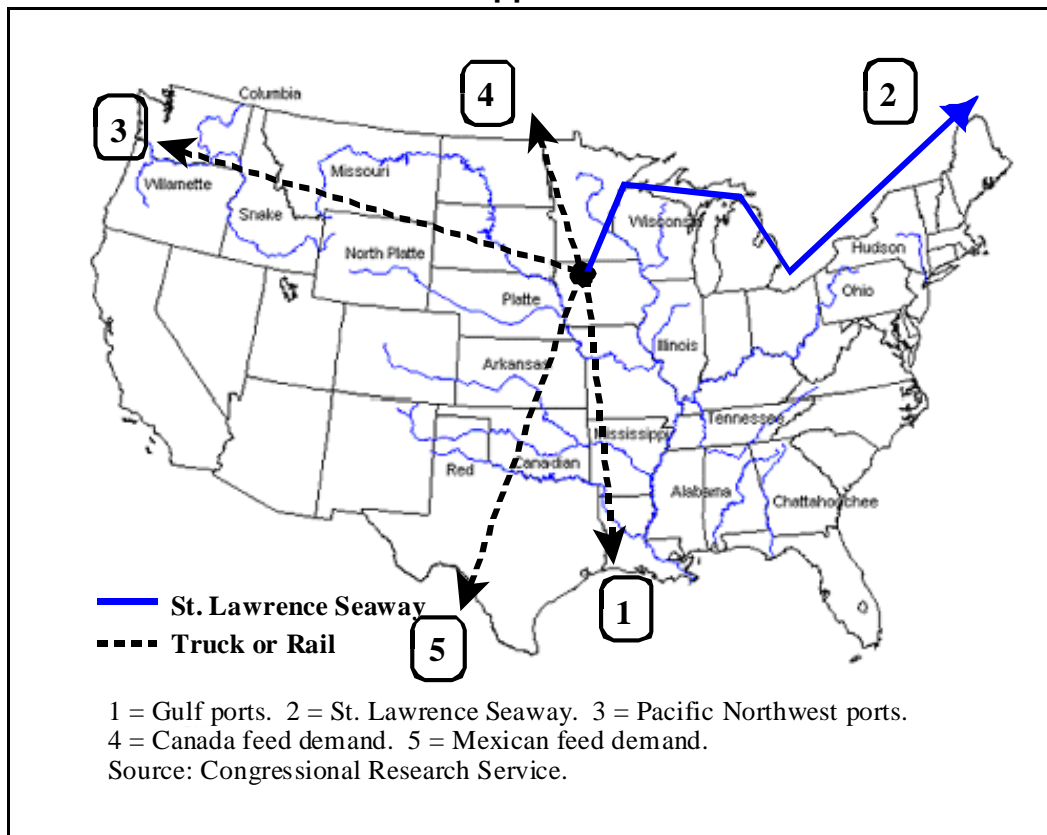 4
2
Columbia
3
Missouri
Willamette
Wisconsin
Snake
Hudson
North Platte
Ohio
Platte
Illinois
Arkansas
Tennessee
Mississippi
Red
Canadian
Alabama
Chattahoochee
St. Lawrence Seaway
1
Truck or Rail
5
1 = Gulf ports. 2 = St. Lawrence Seaway. 3 = Pacific Northwest ports.
4 = Canada feed demand. 5 = Mexican feed demand.
Source: Congressional Research Service.